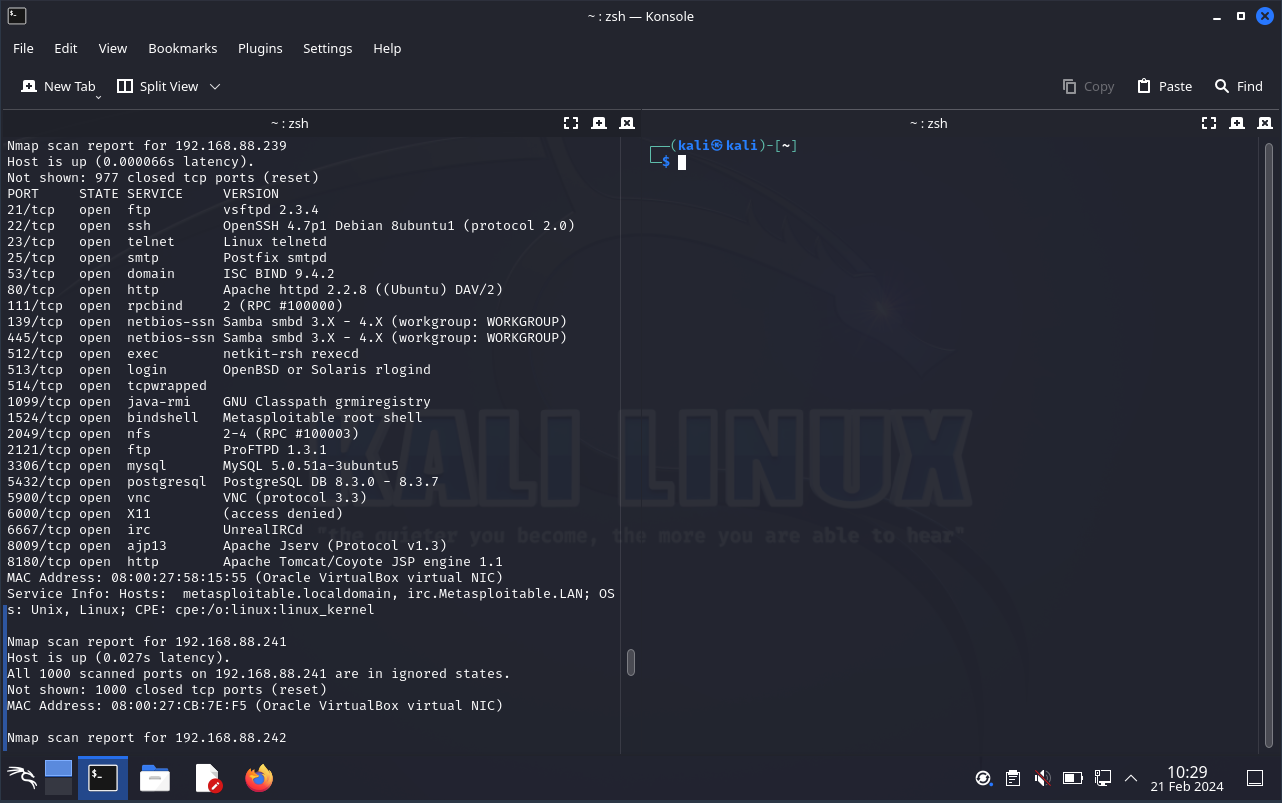 ~ : zsh — Konsole
File Edit View Bookmarks Plugins Settings Help
New Tab Split View Copy Paste Find
~ : zsh
Nmap scan report for 192.168.88.239
Host is up (0.000066s latency).
Not shown: 977 closed tcp ports (reset)
PORT     STATE SERVICE     VERSION
21/tcp   open  ftp         vsftpd 2.3.4
22/tcp   open  ssh         OpenSSH 4.7p1 Debian 8ubuntu1 (protocol 2.0)
23/tcp   open  telnet      Linux telnetd
25/tcp   open  smtp        Postfix smtpd
53/tcp   open  domain      ISC BIND 9.4.2
80/tcp   open  http        Apache httpd 2.2.8 ((Ubuntu) DAV/2)
111/tcp  open  rpcbind     2 (RPC #100000)
139/tcp  open  netbios-ssn Samba smbd 3.X - 4.X (workgroup: WORKGROUP)
445/tcp  open  netbios-ssn Samba smbd 3.X - 4.X (workgroup: WORKGROUP)
512/tcp  open  exec        netkit-rsh rexecd
513/tcp  open  login       OpenBSD or Solaris rlogind
514/tcp  open  tcpwrapped
1099/tcp open  java-rmi    GNU Classpath grmiregistry
1524/tcp open  bindshell   Metasploitable root shell
2049/tcp open  nfs         2-4 (RPC #100003)
2121/tcp open  ftp         ProFTPD 1.3.1
3306/tcp open  mysql       MySQL 5.0.51a-3ubuntu5
5432/tcp open  postgresql  PostgreSQL DB 8.3.0 - 8.3.7
5900/tcp open  vnc         VNC (protocol 3.3)
6000/tcp open  X11         (access denied)
6667/tcp open  irc         UnrealIRCd
8009/tcp open  ajp13       Apache Jserv (Protocol v1.3)
8180/tcp open  http        Apache Tomcat/Coyote JSP engine 1.1
MAC Address: 08:00:27:58:15:55 (Oracle VirtualBox virtual NIC)
Service Info: Hosts:  metasploitable.localdomain, irc.Metasploitable.LAN; OS
s: Unix, Linux; CPE: cpe:/o:linux:linux_kernel
Nmap scan report for 192.168.88.241
Host is up (0.027s latency).
All 1000 scanned ports on 192.168.88.241 are in ignored states.
Not shown: 1000 closed tcp ports (reset)
MAC Address: 08:00:27:CB:7E:F5 (Oracle VirtualBox virtual NIC)
Nmap scan report for 192.168.88.242
~ : zsh
┌──(kali㉿kali)-[~]
└─$
KALI LINUX
"the quieter you become, the more you are able to hear"
10:29
21 Feb 2024